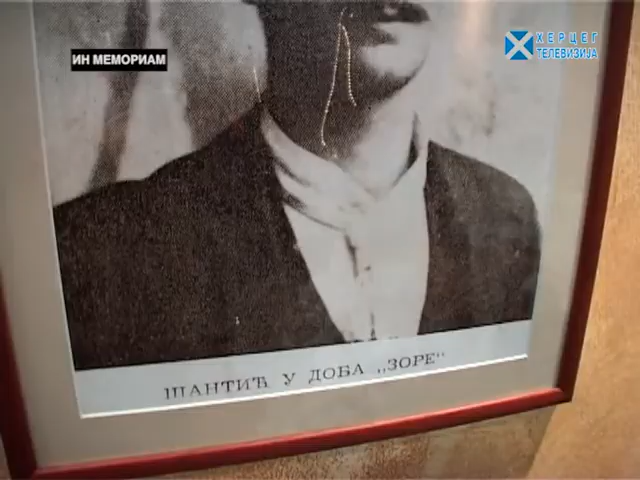 ИН МЕМОРИАМ
ХЕРЦЕГ
ТЕЛЕВИЗИЈА
ШАНТИЋ У ДОБА „ЗОРЕ“